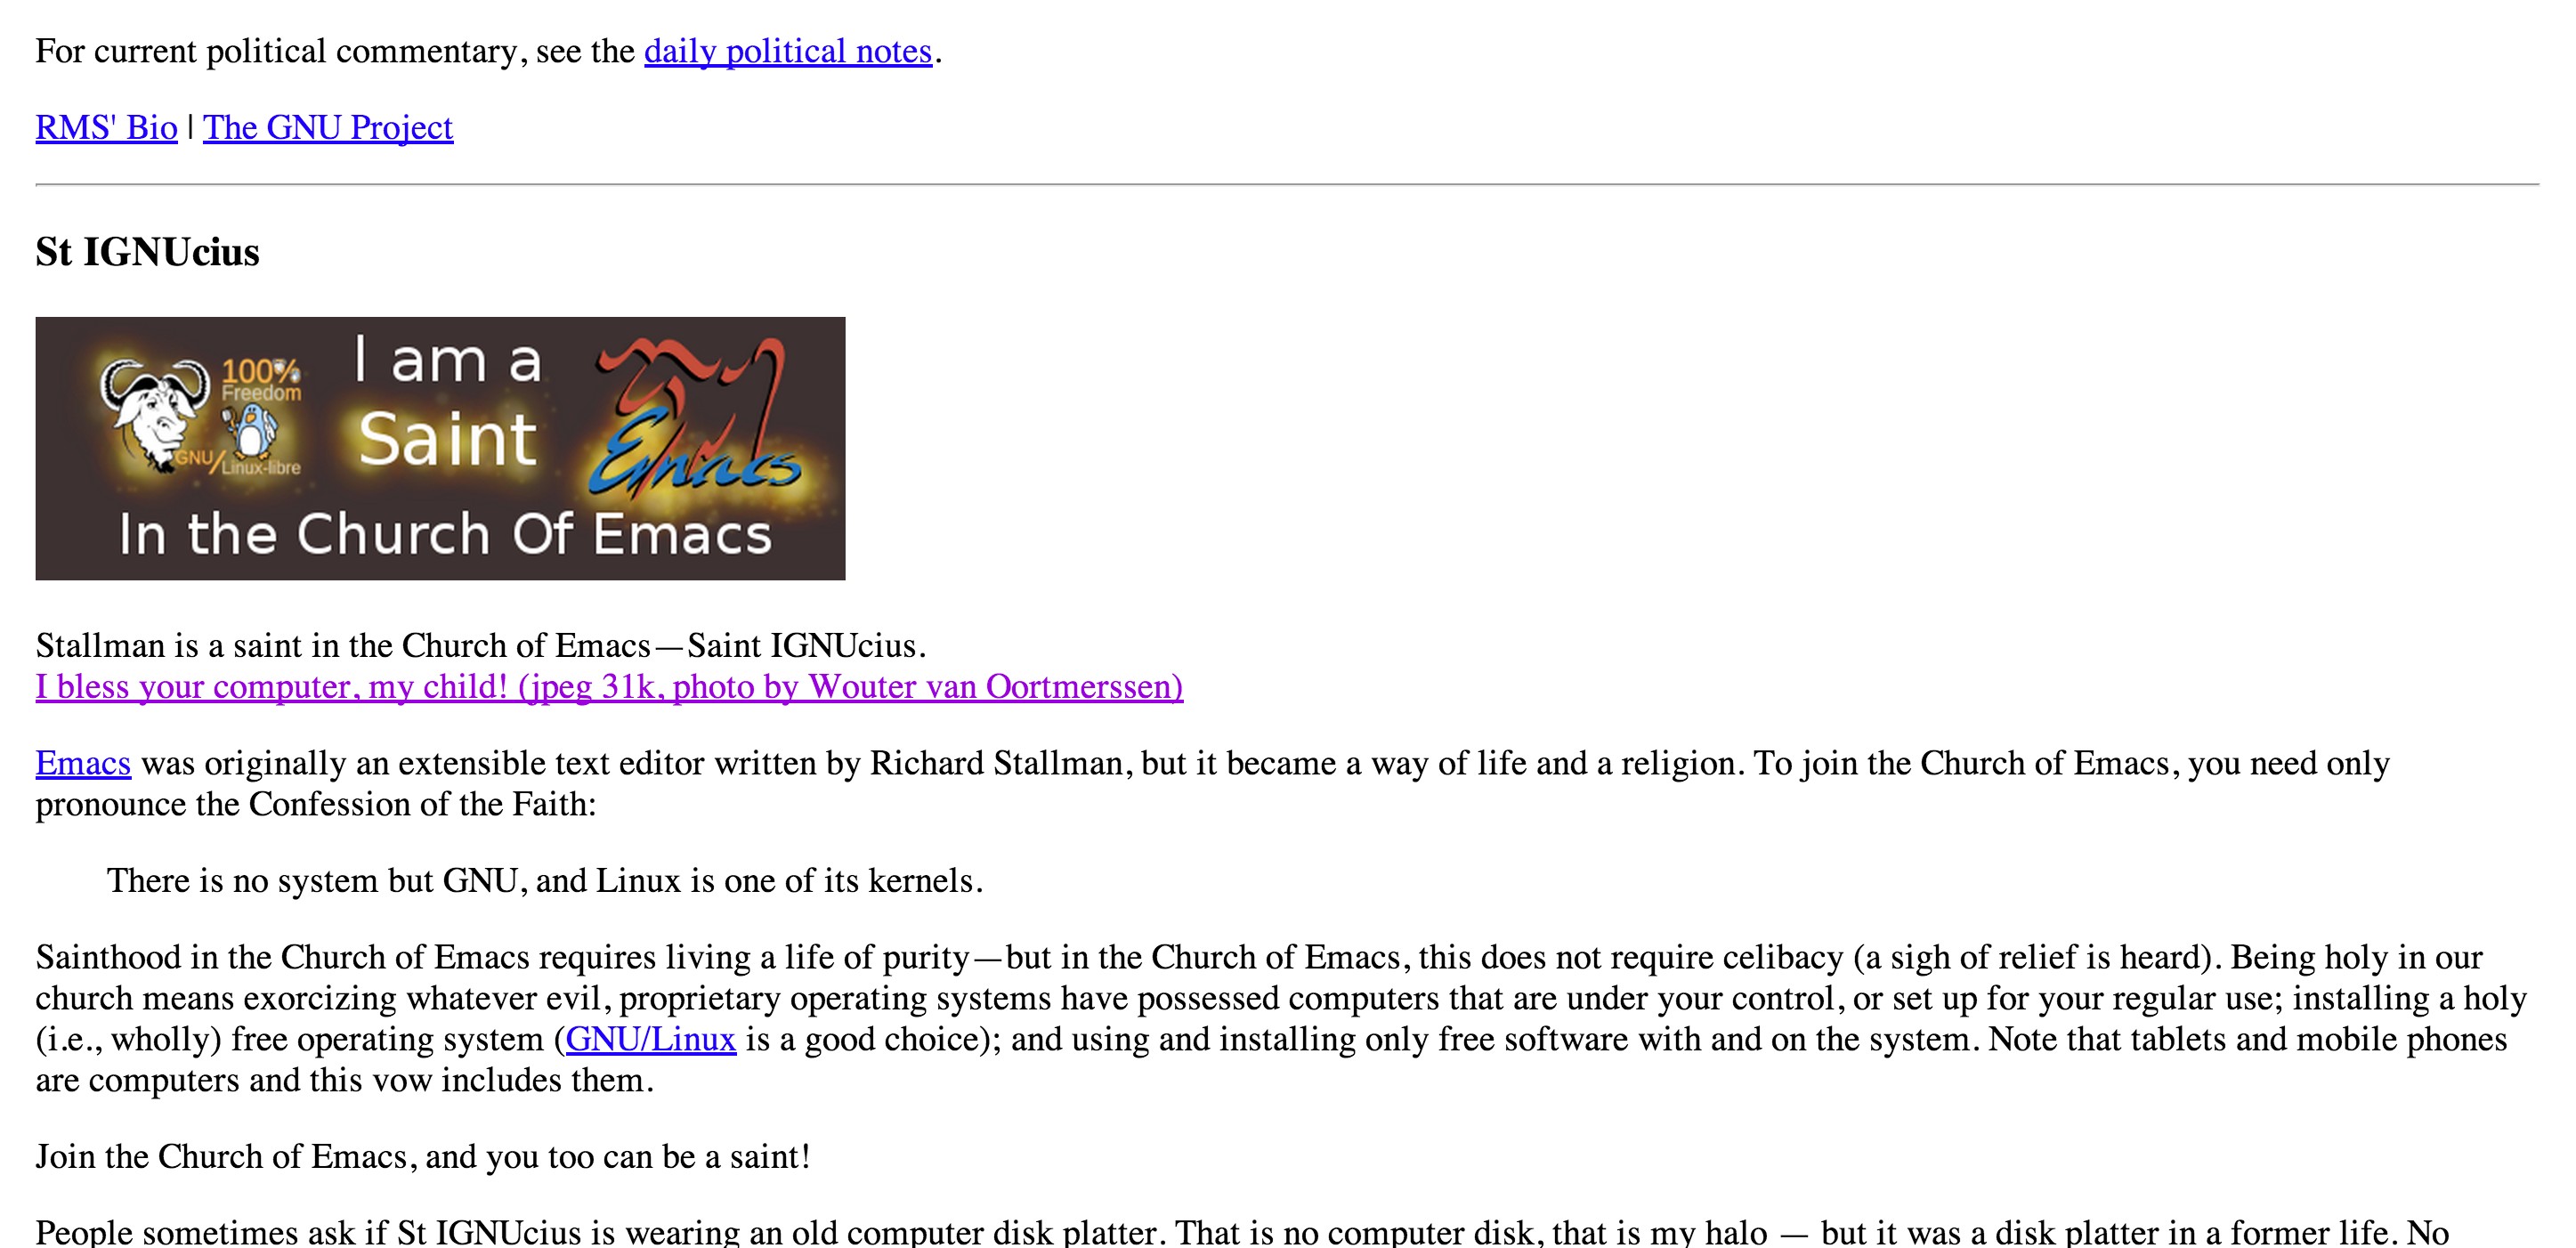 For current political commentary, see the daily political notes.
RMS' Bio | The GNU Project
St IGNUcius
100%
Freedom
GNU/Linux-libre
I am a
Saint
Emacs
In the Church Of Emacs
Stallman is a saint in the Church of Emacs—Saint IGNUcius.
I bless your computer, my child! (jpeg 31k, photo by Wouter van Oortmerssen)
Emacs was originally an extensible text editor written by Richard Stallman, but it became a way of life and a religion. To join the Church of Emacs, you need only
pronounce the Confession of the Faith:
There is no system but GNU, and Linux is one of its kernels.
Sainthood in the Church of Emacs requires living a life of purity—but in the Church of Emacs, this does not require celibacy (a sigh of relief is heard). Being holy in our
church means exorcizing whatever evil, proprietary operating systems have possessed computers that are under your control, or set up for your regular use; installing a holy
(i.e., wholly) free operating system (GNU/Linux is a good choice); and using and installing only free software with and on the system. Note that tablets and mobile phones
are computers and this vow includes them.
Join the Church of Emacs, and you too can be a saint!
People sometimes ask if St IGNUcius is wearing an old computer disk platter. That is no computer disk, that is my halo — but it was a disk platter in a former life. No